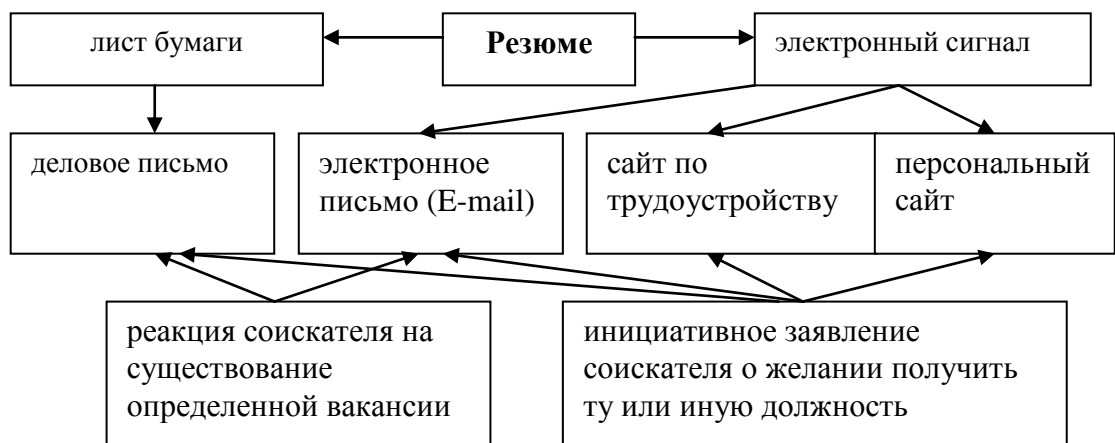 лист бумаги
Резюме
электронный сигнал
деловое письмо
электронное
письмо (E-mail)
сайт по
трудоустройству
персональный
сайт
реакция соискателя на
существование
определенной вакансии
инициативное заявление
соискателя о желании получить
ту или иную должность